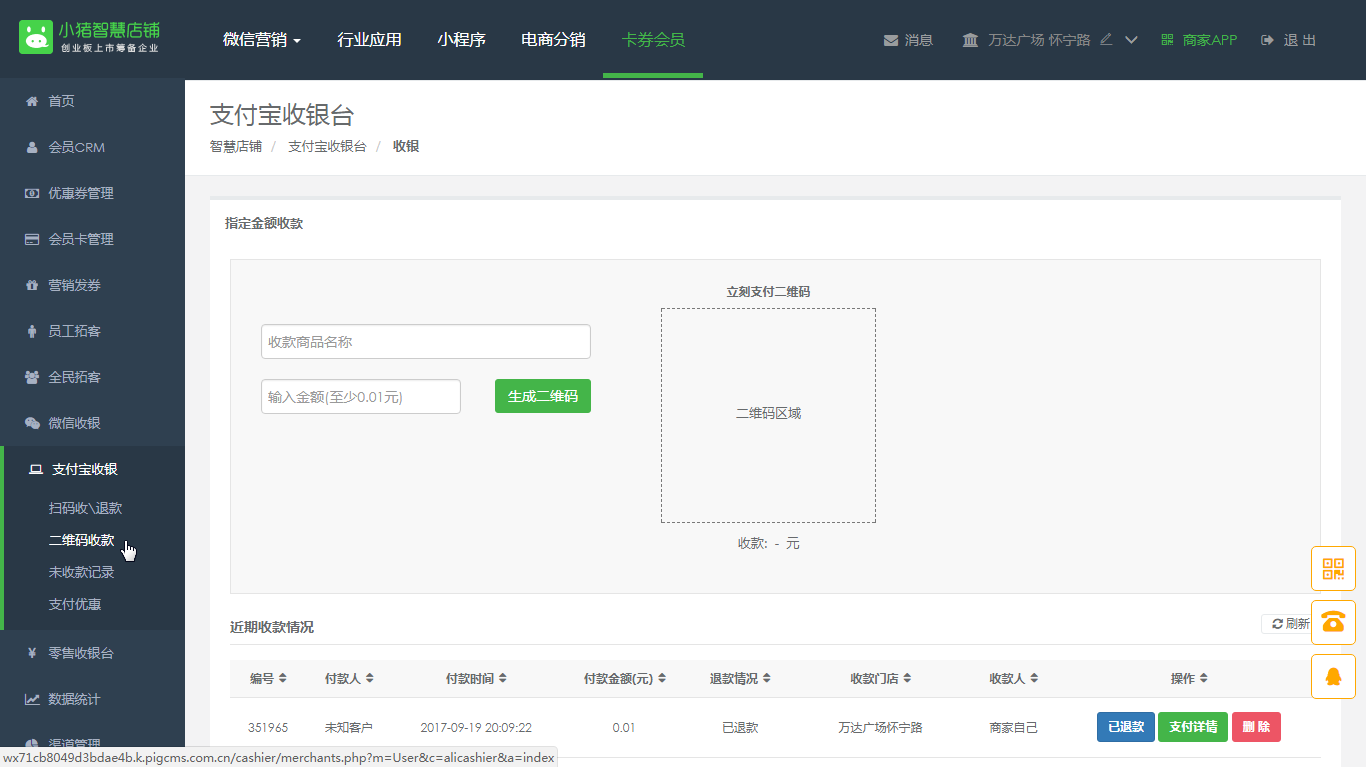 小猪智慧店铺
创业板上市筹备企业
微信营销 行业应用 小程序 电商分销 卡券会员
消息 万达广场 怀宁路 商家APP 退 出
首页
会员CRM
优惠券管理
会员卡管理
营销发券
员工拓客
全民拓客
微信收银
支付宝收银
扫码收\退款
二维码收款
未收款记录
支付优惠
零售收银台
数据统计
渠道管理
支付宝收银台
智慧店铺 / 支付宝收银台 / 收银
指定金额收款
立刻支付二维码
收款商品名称
输入金额(至少0.01元) 生成二维码
二维码区域
收款: - 元
近期收款情况 刷新
编号 付款人 付款时间 付款金额(元) 退款情况 收款门店 收款人 操作
351965 未知客户 2017-09-19 20:09:22 0.01 已退款 万达广场怀宁路 商家自己 已退款 支付详情 删 除
wx71cb8049d3bdae4b.k.pigcms.com.cn/cashier/merchants.php?m=User&c=alicashier&a=index